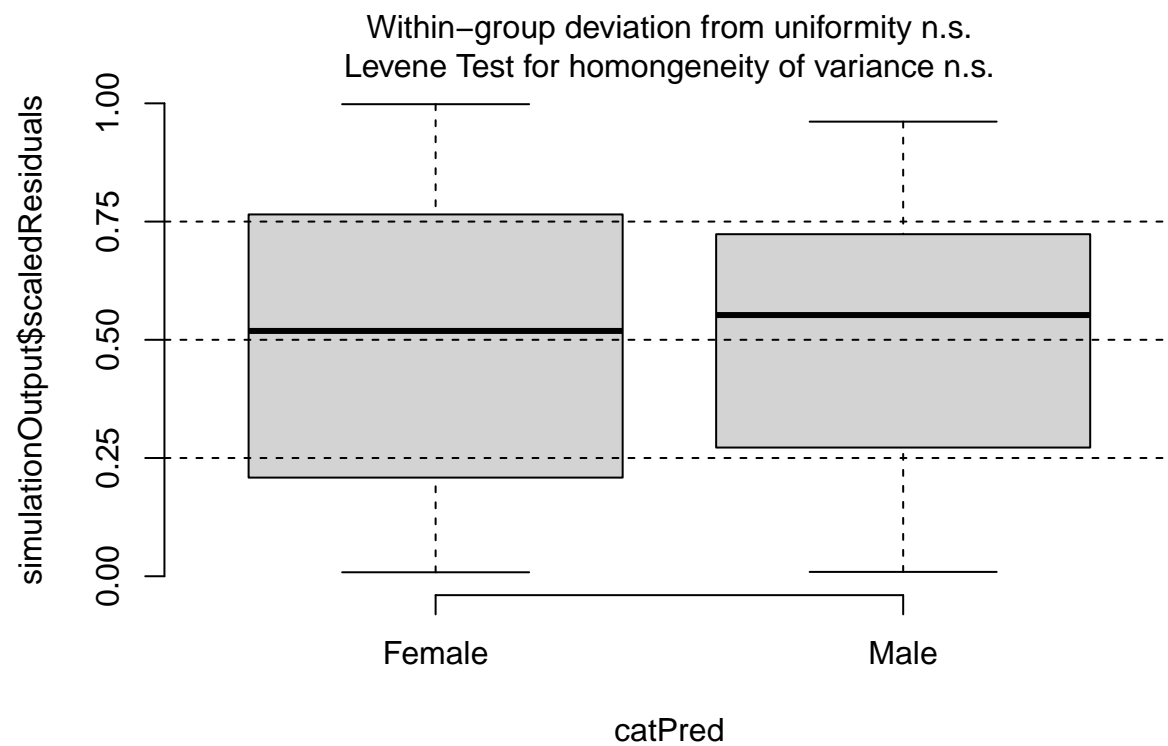 Within−group deviation from uniformity n.s.
Levene Test for homongeneity of variance n.s.
simulationOutput$scaledResiduals
1.00
0.75
0.50
0.25
0.00
Female
Male
catPred